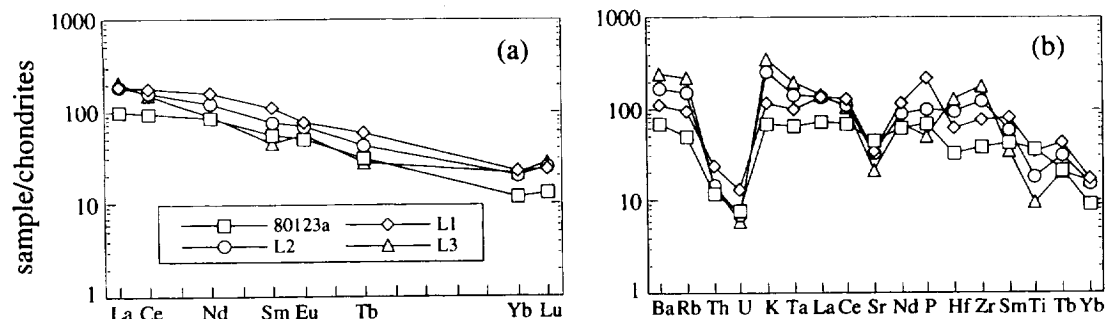 sample/chondrites
1000
100
10
1
(a)
80123a
L1
L2
L3
La Ce Nd Sm Eu Tb Yb Lu
1000
100
10
1
(b)
Ba Rb Th U K Ta La Ce Sr Nd P Hf Zr Sm Ti Tb Yb